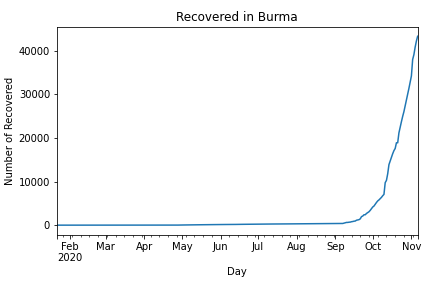 Recovered in Burma
Number of Recovered
40000
30000
20000
10000
0
Feb Mar Apr May Jun Jul Aug Sep Oct Nov
2020
Day